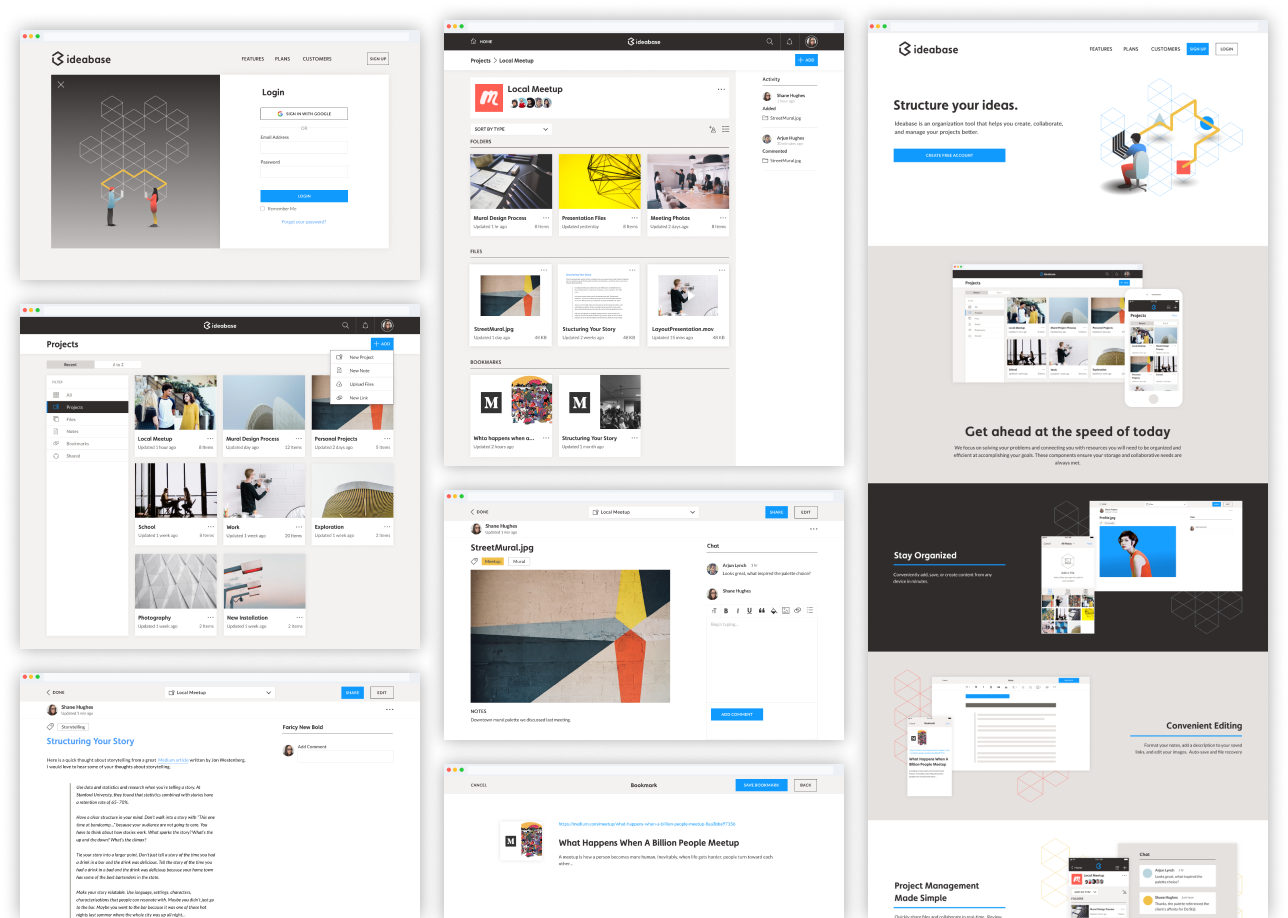 ideabase
FEATURES PLANS CUSTOMERS SIGN UP
Login
SIGN IN WITH GOOGLE
OR
Email Address
Password
LOGIN
Remember Me
Forgot your password?
ideabase
Projects
+ ADD
New Project
New Note
Upload Files
New Link
Recent A to Z
FILTER
All
Projects
Files
Notes
Bookmarks
Shared
Local Meetup
Updated 1 hour ago 8 Items
Mural Design Process
Updated day ago 12 Items
Personal Projects
Updated 2 days ago 5 Items
School
Updated 1 week ago 9 Items
Work
Updated 1 week ago 20 Items
Exploration
Updated 1 week ago 2 Items
Photography
Updated 1 week ago 2 Items
New Installation
Updated 1 week ago 2 Items
DONE
Local Meetup
SHARE EDIT
Shane Hughes
Updated 1 min ago
Storytelling
Structuring Your Story
Here is a quick thought about storytelling from a great Medium article written by Jon Westenberg.
I would love to hear some of your thoughts about storytelling.
Use data and statistics and research when you're telling a story. At
Stanford University, they found that statistics combined with stories have
a retention rate of 65-70%.
Have a clear structure in your mind. Don't walk into a story with "This one
time at bandcamp..." because your audience are not going to care. You
have to think about how stories work. What sparks the story? What's the
up and the down? What's the climax?
Tie your story into a larger point. Don't just tell a story of the time you had
a drink in a bar and the drink was delicious. Tell the story of the time you
had a drink in a bad and the drink was delicious because your home town
has some of the best bartenders in the state.
Make your story relatable. Use language, settings, characters,
characterizations that people can resonate with. Maybe you didn't just go
to the bar. Maybe you went to the bar because it was one of those hot
nights last summer where the whole city was up all night...
Faricy New Bold
Add Comment
HOME
ideabase
Projects > Local Meetup
+ ADD
Local Meetup
SORT BY TYPE
FOLDERS
Mural Design Process
Updated 1 hr ago 8 Items
Presentation Files
Updated yesterday 8 Items
Meeting Photos
Updated 2 days ago 8 Items
FILES
StreetMural.jpg
Updated 1 day ago 48 KB
Stucturing Your Story
Updated 2 weeks ago 48 KB
LayoutPresentation.mov
Updated 15 mins ago 48 KB
BOOKMARKS
M
Whto happens when a...
Updated 2 hours ago
M
Structuring Your Story
Updated 1 month ago
Activity
Shane Hughes
1 hour ago
Added
StreetMural.jpg
Arjun Hughes
30 minutes ago
Commented
StreetMural.jpg
DONE
Local Meetup
SHARE EDIT
Shane Hughes
Updated 1 min ago
StreetMural.jpg
Meetup Mural
NOTES
Downtown mural palette we discussed last meeting.
Chat
Arjun Lynch 1 hr
Looks great, what inspired the palette choice?
Shane Hughes
B I U
Begin typing...
ADD COMMENT
CANCEL
Bookmark
SAVE BOOKMARK BACK
M
What Happens When A Billion People Meetup
A meetup is how a person becomes more human. Inevitably, when life gets harder, people turn toward each
other...
ideabase
FEATURES PLANS CUSTOMERS SIGN UP LOGIN
Structure your ideas.
Ideabase is an organization tool that helps you create, collaborate,
and manage your projects better.
CREATE FREE ACCOUNT
ideabase
Projects
Projects
Get ahead at the speed of today
We focus on solving your problems and connecting you with resources you will need to be organized and
efficient at accomplishing your goals. These components ensure your storage and collaborative needs are
always met.
Stay Organized
Conveniently add, save, or create content from any
device in minutes.
Profile.jpg
Convenient Editing
Format your notes, add a description to your saved
links, and edit your images. Auto-save and file recovery
What Happens When A
Billion People Meetup
Project Management
Made Simple
Quickly share files and collaborate in real-time. Review
Local Meetup
FOLDERS
Mural Design Process
Chat
Arjun Lynch 1 hr
Looks great, what inspired the
palette choice?
Shane Hughes